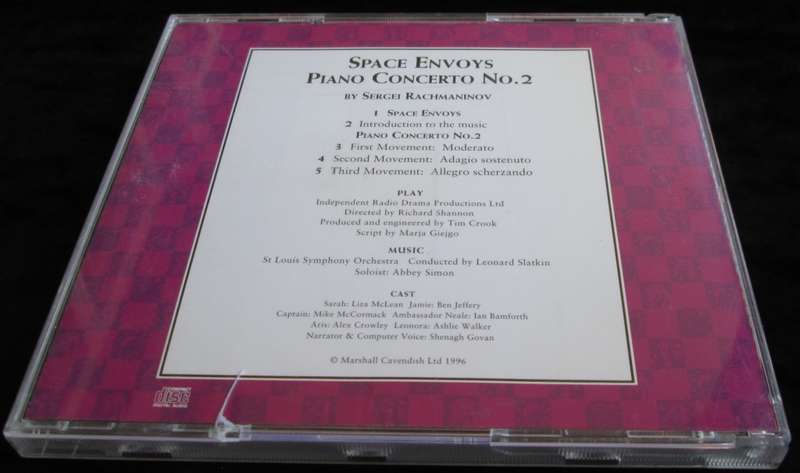 SPACE ENVOYS
PIANO CONCERTO NO.2
BY SERGEI RACHMANINOV
1 SPACE ENVOYS
2 Introduction to the music
PIANO CONCERTO NO.2
3 First Movement: Moderato
4 Second Movement: Adagio sostenuto
5 Third Movement: Allegro scherzando
PLAY
Independent Radio Drama Productions Ltd
Directed by Richard Shannon
Produced and engineered by Tim Crook
Script by Marja Giejgo
MUSIC
St Louis Symphony Orchestra Conducted by Leonard Slatkin
Soloist: Abbey Simon
CAST
Sarah: Liza McLean Jamie: Ben Jeffery
Captain: Mike McCormack Ambassador Neale: Ian Bamforth
Aris: Alex Crowley Leonora: Ashlie Walker
Narrator & Computer Voice: Shenagh Govan
© Marshall Cavendish Ltd 1996
COMPACT
disc
DIGITAL AUDIO